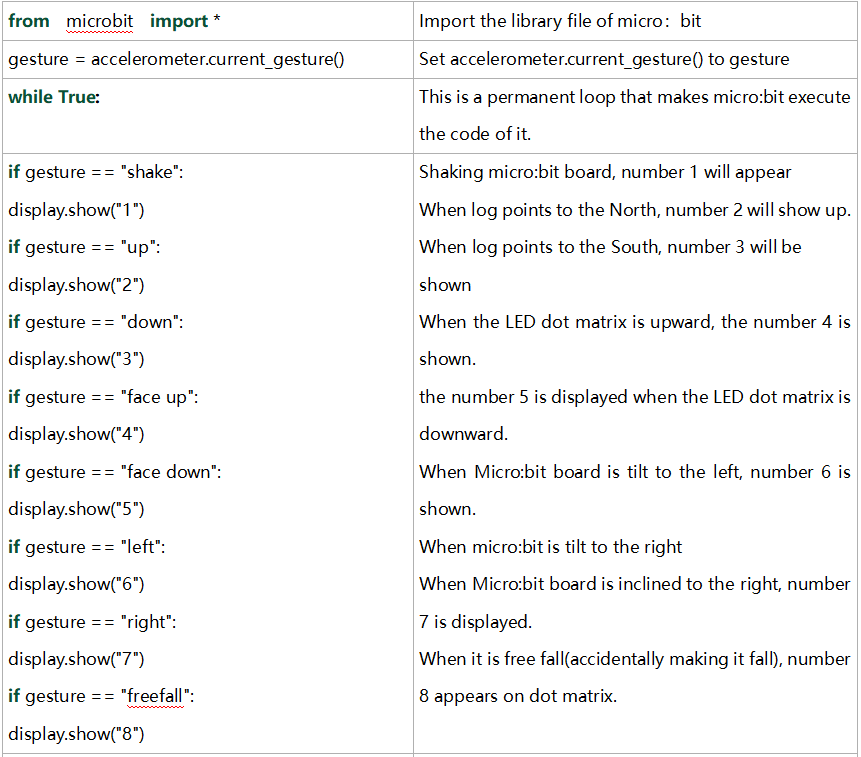 from microbit import *
Import the library file of micro：bit
gesture = accelerometer.current_gesture()
Set accelerometer.current_gesture() to gesture
while True:
This is a permanent loop that makes micro:bit execute
the code of it.
if gesture == "shake":
display.show("1")
if gesture == "up":
display.show("2")
if gesture == "down":
display.show("3")
if gesture == "face up":
display.show("4")
if gesture == "face down":
display.show("5")
if gesture == "left":
display.show("6")
if gesture == "right":
display.show("7")
if gesture == "freefall":
display.show("8")
Shaking micro:bit board, number 1 will appear
When log points to the North, number 2 will show up.
When log points to the South, number 3 will be
shown
When the LED dot matrix is upward, the number 4 is
shown.
the number 5 is displayed when the LED dot matrix is
downward.
When Micro:bit board is tilt to the left, number 6 is
shown.
When micro:bit is tilt to the right
When Micro:bit board is inclined to the right, number
7 is displayed.
When it is free fall(accidentally making it fall), number
8 appears on dot matrix.